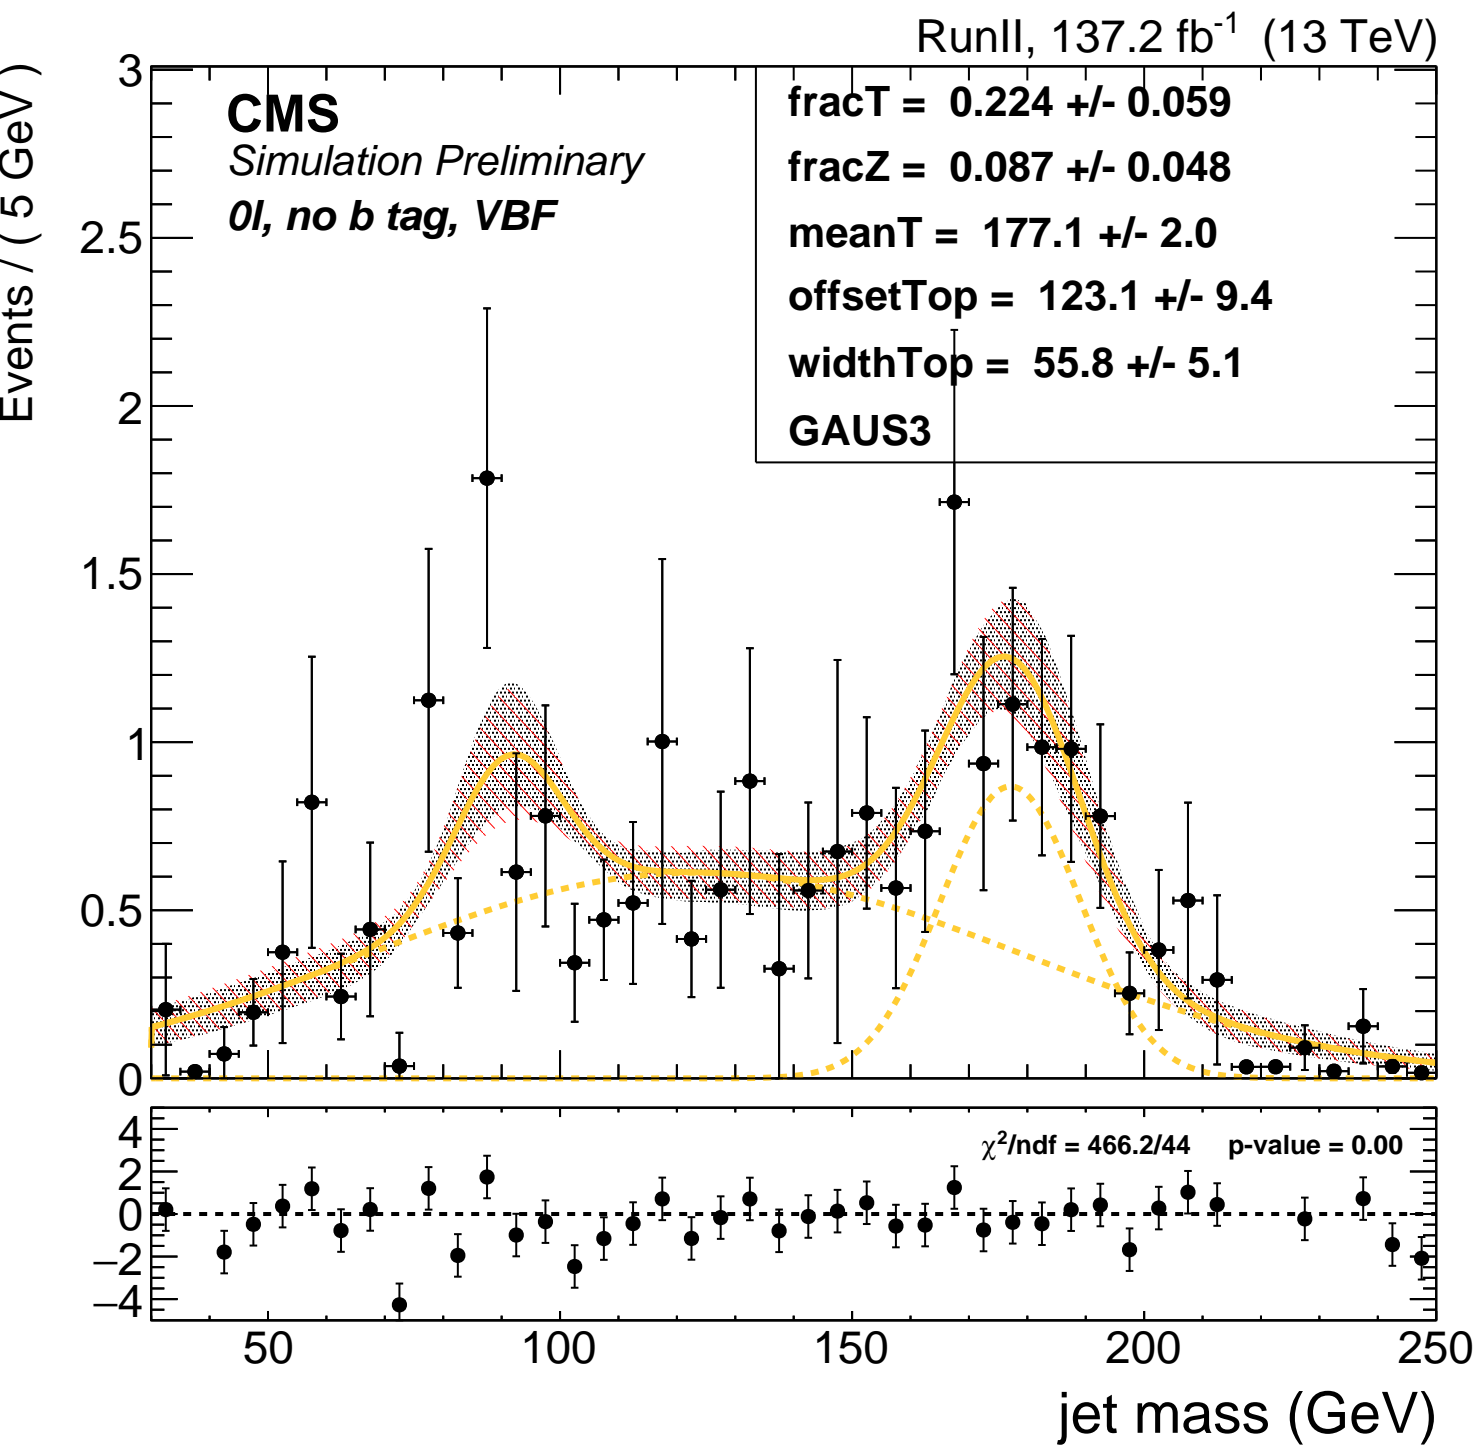 RunII, 137.2 fb⁻¹ (13 TeV)
Events / ( 5 GeV )
CMS
Simulation Preliminary
0l, no b tag, VBF
fracT = 0.224 +/- 0.059
fracZ = 0.087 +/- 0.048
meanT = 177.1 +/- 2.0
offsetTop = 123.1 +/- 9.4
widthTop = 55.8 +/- 5.1
GAUS3
3
2.5
2
1.5
1
0.5
0
χ²/ndf = 466.2/44 p-value = 0.00
4
2
0
−2
−4
50 100 150 200 250
jet mass (GeV)